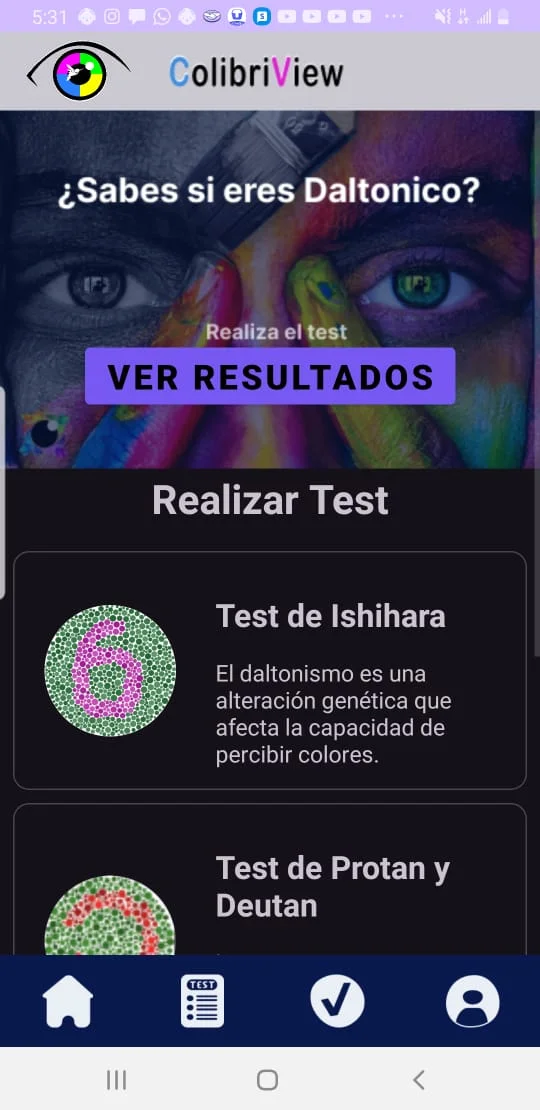 5:31
ColibriView
¿Sabes si eres Daltonico?
Realiza el test
VER RESULTADOS
Realizar Test
6
Test de Ishihara
El daltonismo es una
alteración genética que
afecta la capacidad de
percibir colores.
Test de Protan y
Deutan
TEST